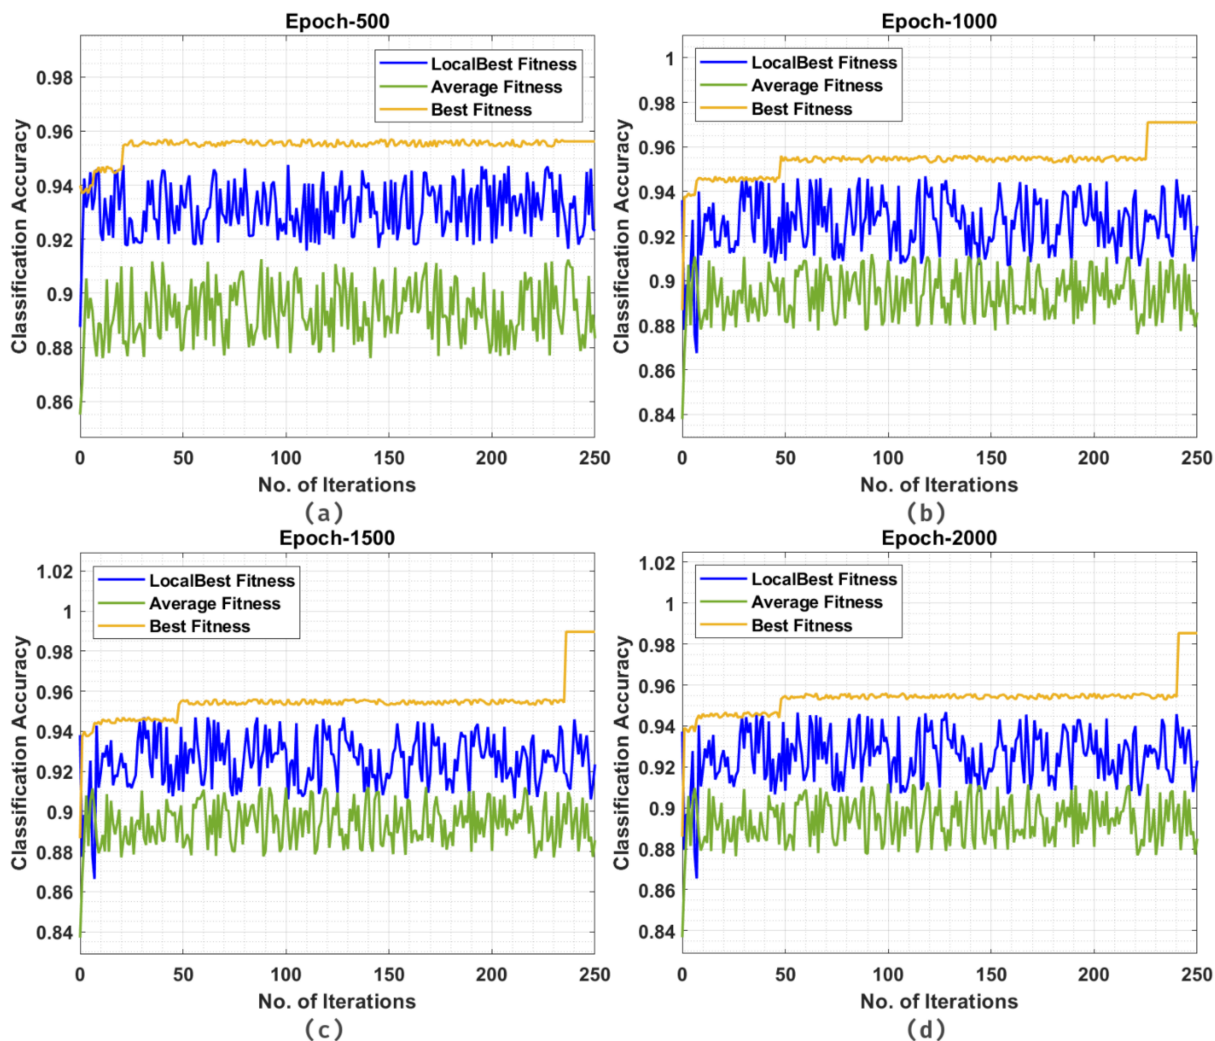 Epoch-500
LocalBest Fitness
Average Fitness
Best Fitness
Classification Accuracy
0.98
0.96
0.94
0.92
0.9
0.88
0.86
0 50 100 150 200 250
No. of Iterations
(a)
Epoch-1000
LocalBest Fitness
Average Fitness
Best Fitness
Classification Accuracy
1
0.98
0.96
0.94
0.92
0.9
0.88
0.86
0.84
0 50 100 150 200 250
No. of Iterations
(b)
Epoch-1500
LocalBest Fitness
Average Fitness
Best Fitness
Classification Accuracy
1.02
1
0.98
0.96
0.94
0.92
0.9
0.88
0.86
0.84
0 50 100 150 200 250
No. of Iterations
(c)
Epoch-2000
LocalBest Fitness
Average Fitness
Best Fitness
Classification Accuracy
1.02
1
0.98
0.96
0.94
0.92
0.9
0.88
0.86
0.84
0 50 100 150 200 250
No. of Iterations
(d)